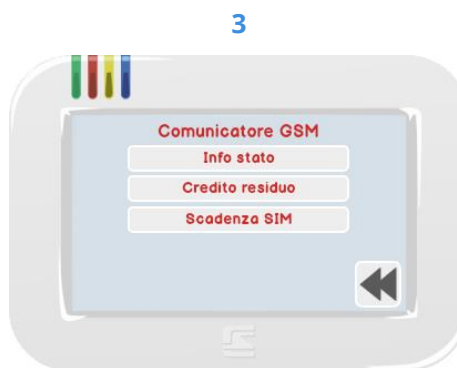 3
Comunicatore GSM
Info stato
Credito residuo
Scadenza SIM